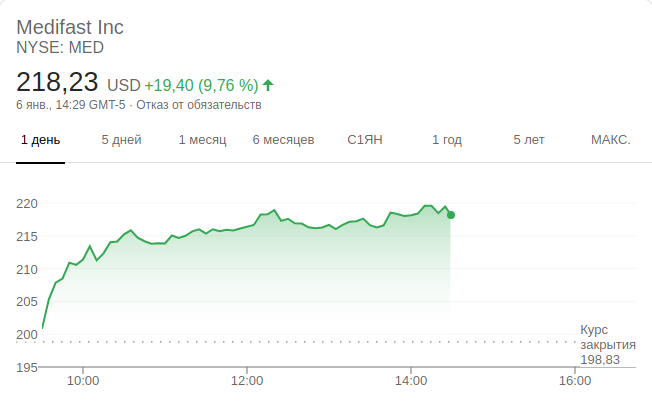 Medifast Inc
NYSE: MED
218,23 USD +19,40 (9,76 %)
6 янв., 14:29 GMT-5 · Отказ от обязательств
1 день 5 дней 1 месяц 6 месяцев С1ЯН 1 год 5 лет МАКС.
220
215
210
205
200
195
Курс
закрытия
198,83
10:00 12:00 14:00 16:00